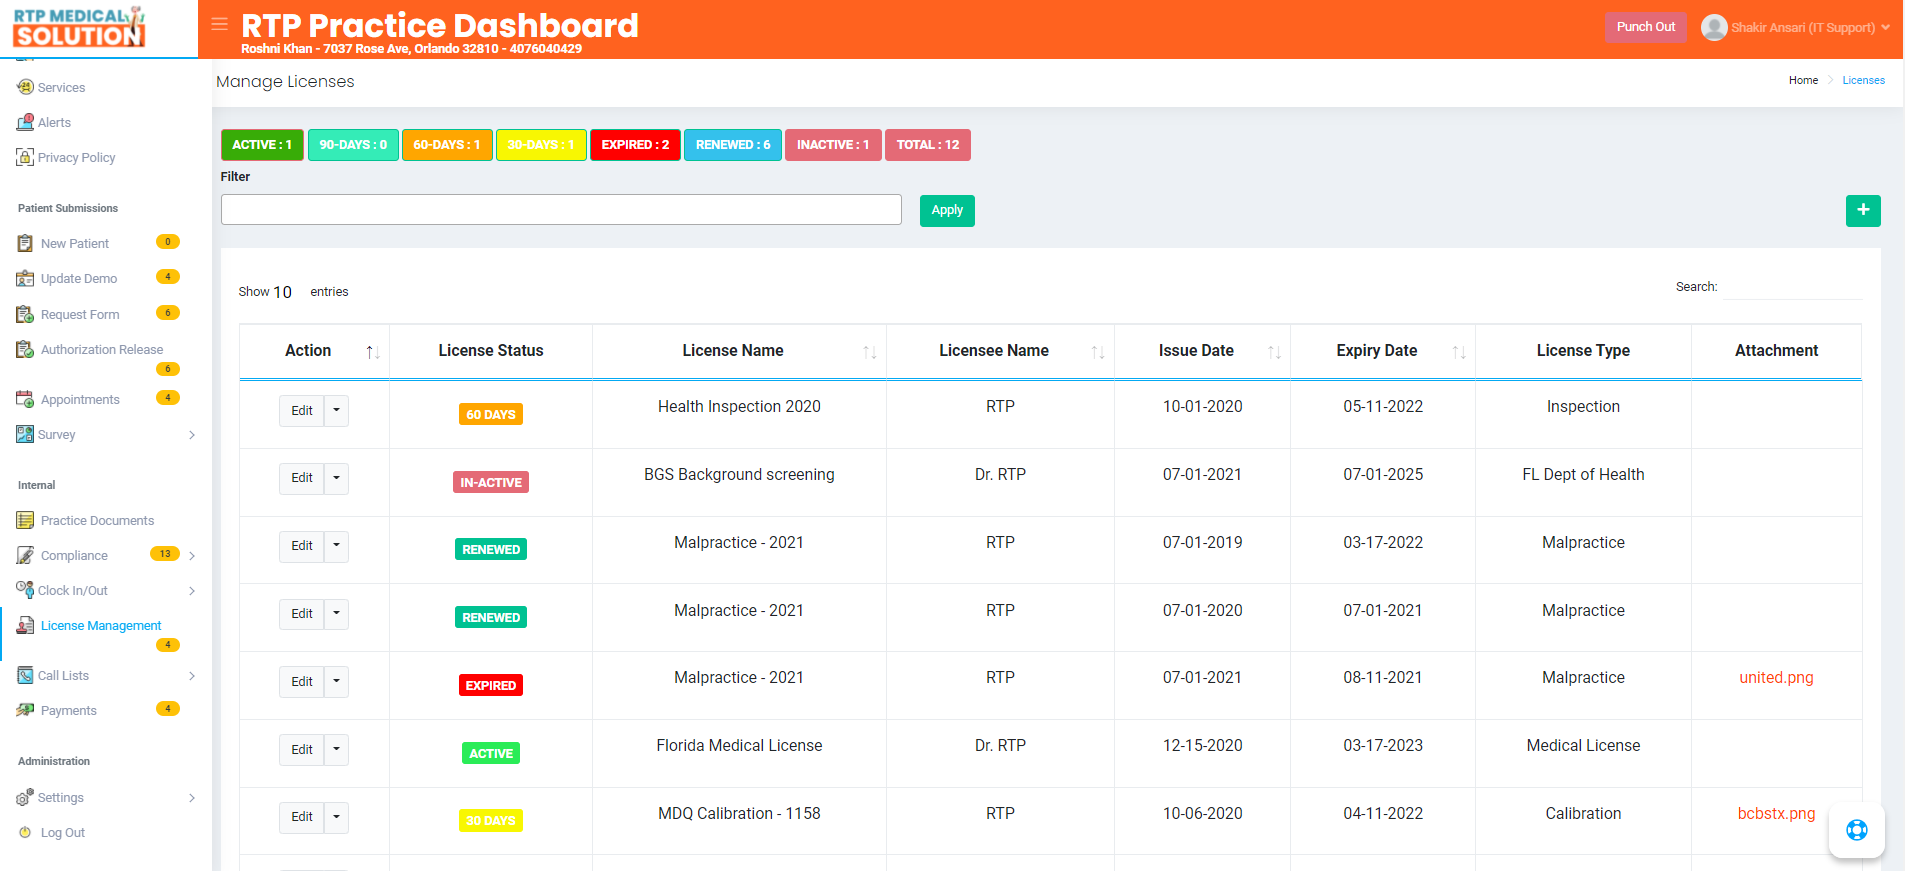 RTP MEDICAL
SOLUTION
RTP Practice Dashboard
Roshni Khan - 7037 Rose Ave, Orlando 32810 - 4076040429
Punch Out
Shakir Ansari (IT Support)
Services
Alerts
Privacy Policy
Patient Submissions
New Patient 0
Update Demo 4
Request Form 6
Authorization Release
6
Appointments 4
Survey
Internal
Practice Documents
Compliance 13
Clock In/Out
License Management
4
Call Lists
Payments 4
Administration
Settings
Log Out
Manage Licenses
Home Licenses
ACTIVE : 1 90-DAYS : 0 60-DAYS : 1 30-DAYS : 1 EXPIRED : 2 RENEWED : 6 INACTIVE : 1 TOTAL : 12
Filter
Apply +
Show 10 entries Search:
Action License Status License Name Licensee Name Issue Date Expiry Date License Type Attachment
Edit 60 DAYS Health Inspection 2020 RTP 10-01-2020 05-11-2022 Inspection
Edit IN-ACTIVE BGS Background screening Dr. RTP 07-01-2021 07-01-2025 FL Dept of Health
Edit RENEWED Malpractice - 2021 RTP 07-01-2019 03-17-2022 Malpractice
Edit RENEWED Malpractice - 2021 RTP 07-01-2020 07-01-2021 Malpractice
Edit EXPIRED Malpractice - 2021 RTP 07-01-2021 08-11-2021 Malpractice united.png
Edit ACTIVE Florida Medical License Dr. RTP 12-15-2020 03-17-2023 Medical License
Edit 30 DAYS MDQ Calibration - 1158 RTP 10-06-2020 04-11-2022 Calibration bcbstx.png